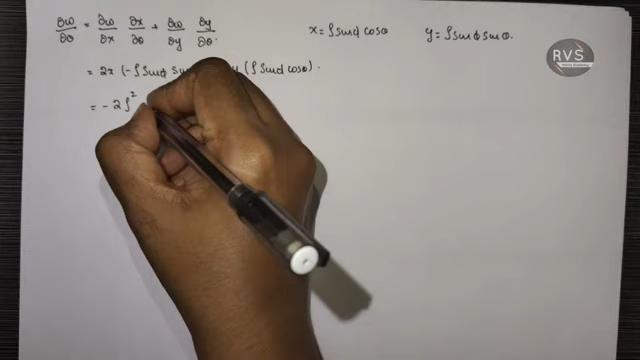 ∂ω/∂θ = ∂ω/∂x ∂x/∂θ + ∂ω/∂y ∂y/∂θ. x = ρ sinϕ cosθ y = ρ sinϕ sinθ.
= 2x (-ρ sinϕ (ρ sinϕ cosθ).
= - 2ρ²
RVS